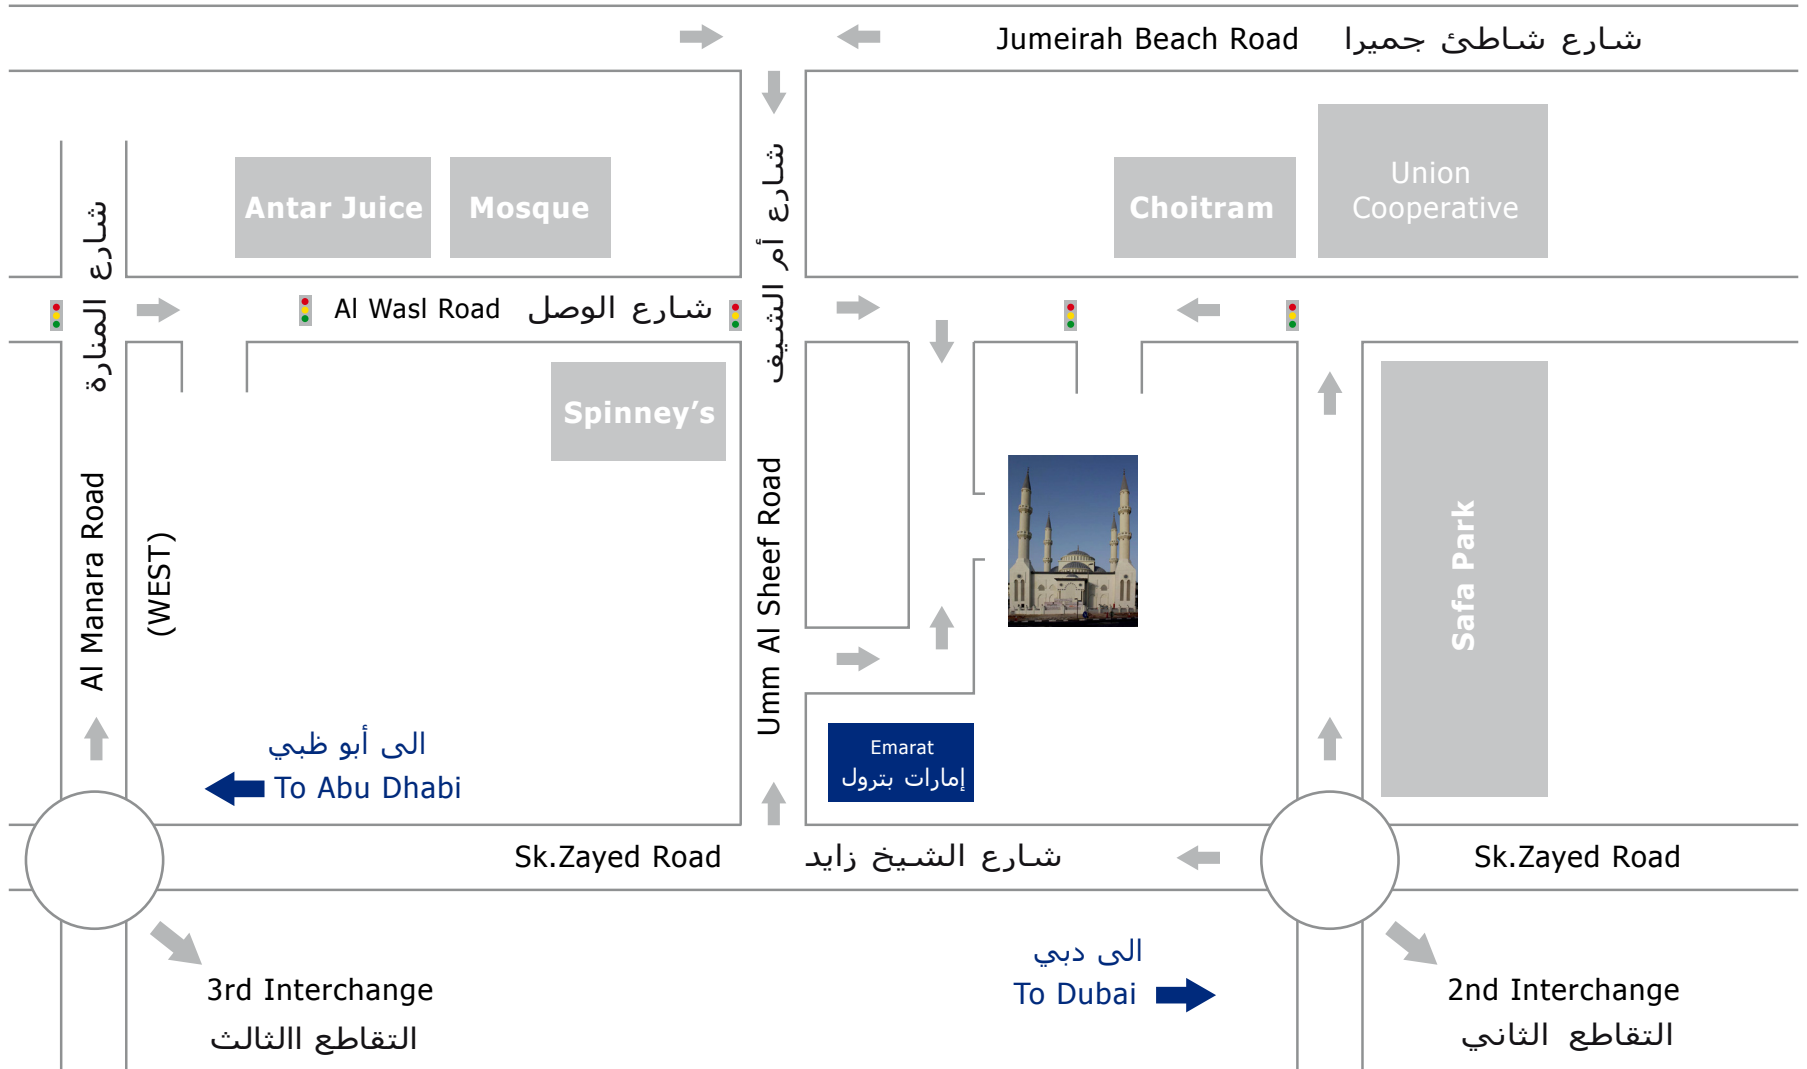 Jumeirah Beach Road شارع شاطئ جميرا
Antar Juice
Mosque
شارع أم الشيف
Choitram
Union
Cooperative
شارع المنارة
Al Wasl Road شارع الوصل
Spinney’s
Al Manara Road
(WEST)
Umm Al Sheef Road
Safa Park
الى أبو ظبي
To Abu Dhabi
Emarat
إمارات بترول
Sk.Zayed Road شارع الشيخ زايد
Sk.Zayed Road
الى دبي
To Dubai
3rd Interchange
التقاطع االثالث
2nd Interchange
التقاطع الثاني